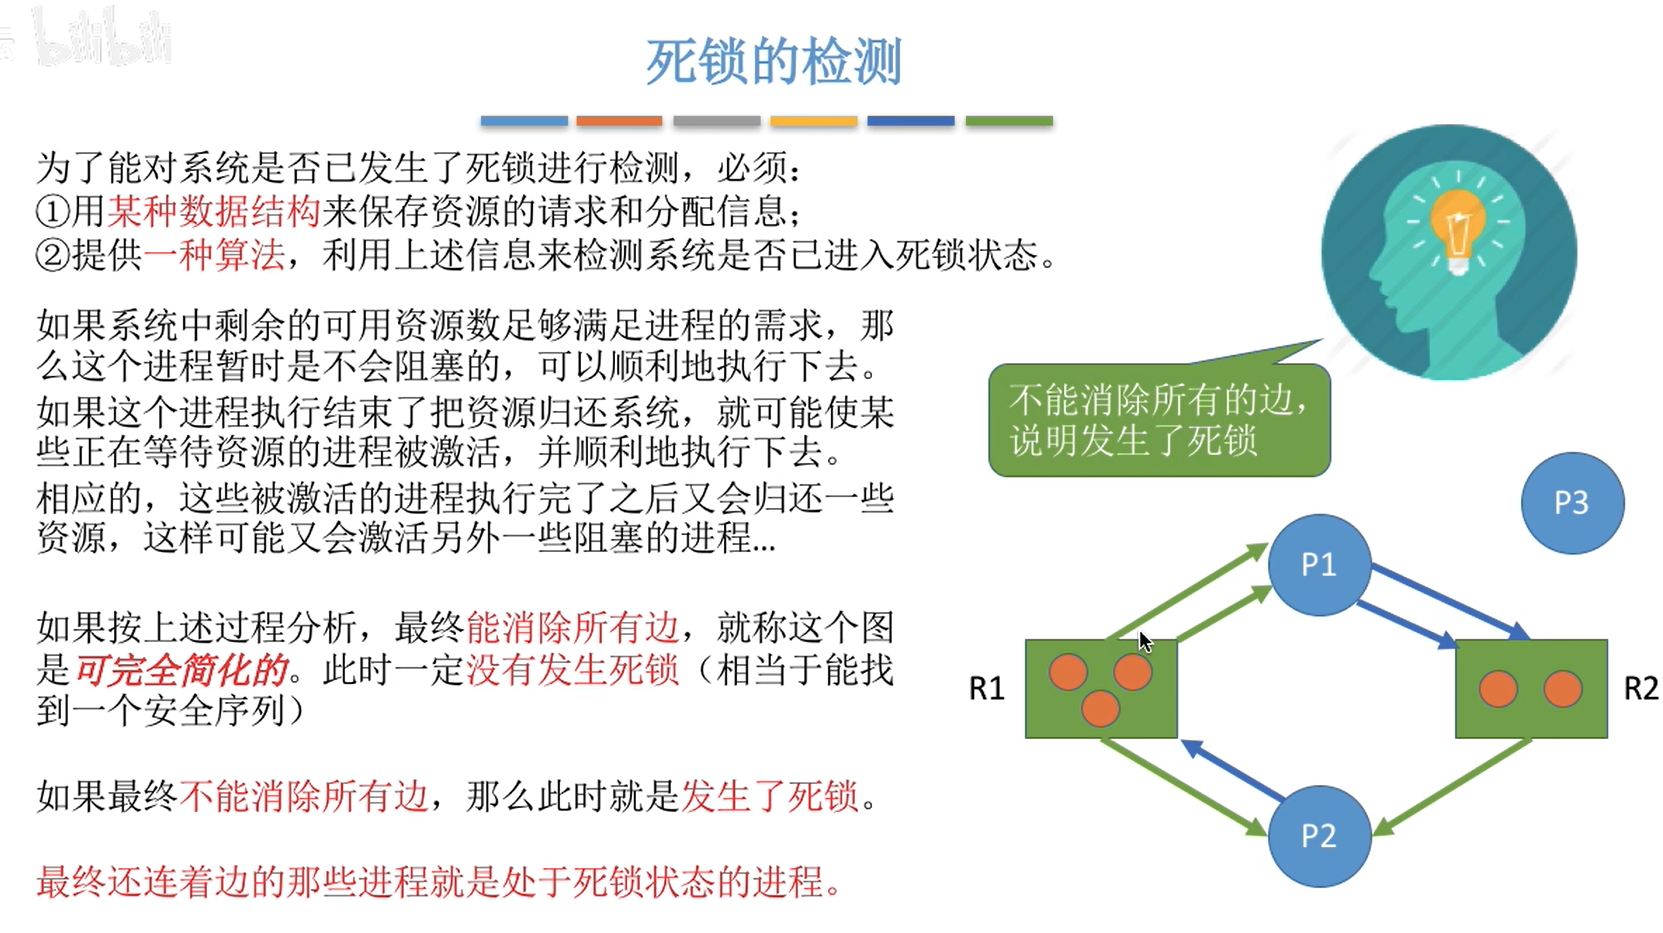 bilibili
死锁的检测
为了能对系统是否已发生了死锁进行检测，必须：
①用某种数据结构来保存资源的请求和分配信息；
②提供一种算法，利用上述信息来检测系统是否已进入死锁状态。
如果系统中剩余的可用资源数足够满足进程的需求，那
么这个进程暂时是不会阻塞的，可以顺利地执行下去。
如果这个进程执行结束了把资源归还系统，就可能使某
些正在等待资源的进程被激活，并顺利地执行下去。
相应的，这些被激活的进程执行完了之后又会归还一些
资源，这样可能又会激活另外一些阻塞的进程...
如果按上述过程分析，最终能消除所有边，就称这个图
是可完全简化的。此时一定没有发生死锁（相当于能找
到一个安全序列）
如果最终不能消除所有边，那么此时就是发生了死锁。
最终还连着边的那些进程就是处于死锁状态的进程。
不能消除所有的边，
说明发生了死锁
P3
P1
R1
R2
P2